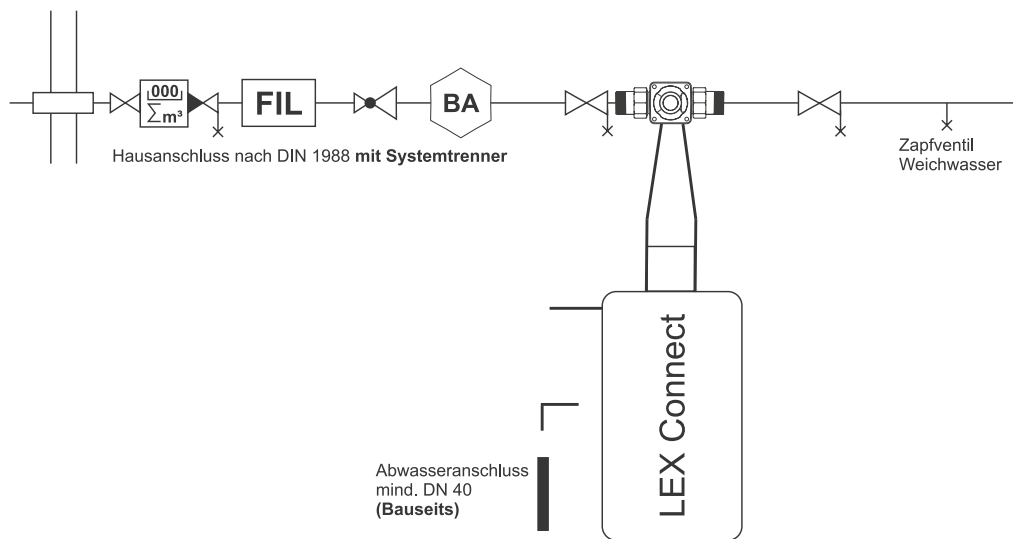 000
∑m³
FIL
BA
Hausanschluss nach DIN 1988 mit Systemtrenner
Zapfventil
Weichwasser
LEX Connect
Abwasseranschluss
mind. DN 40
(Bauseits)